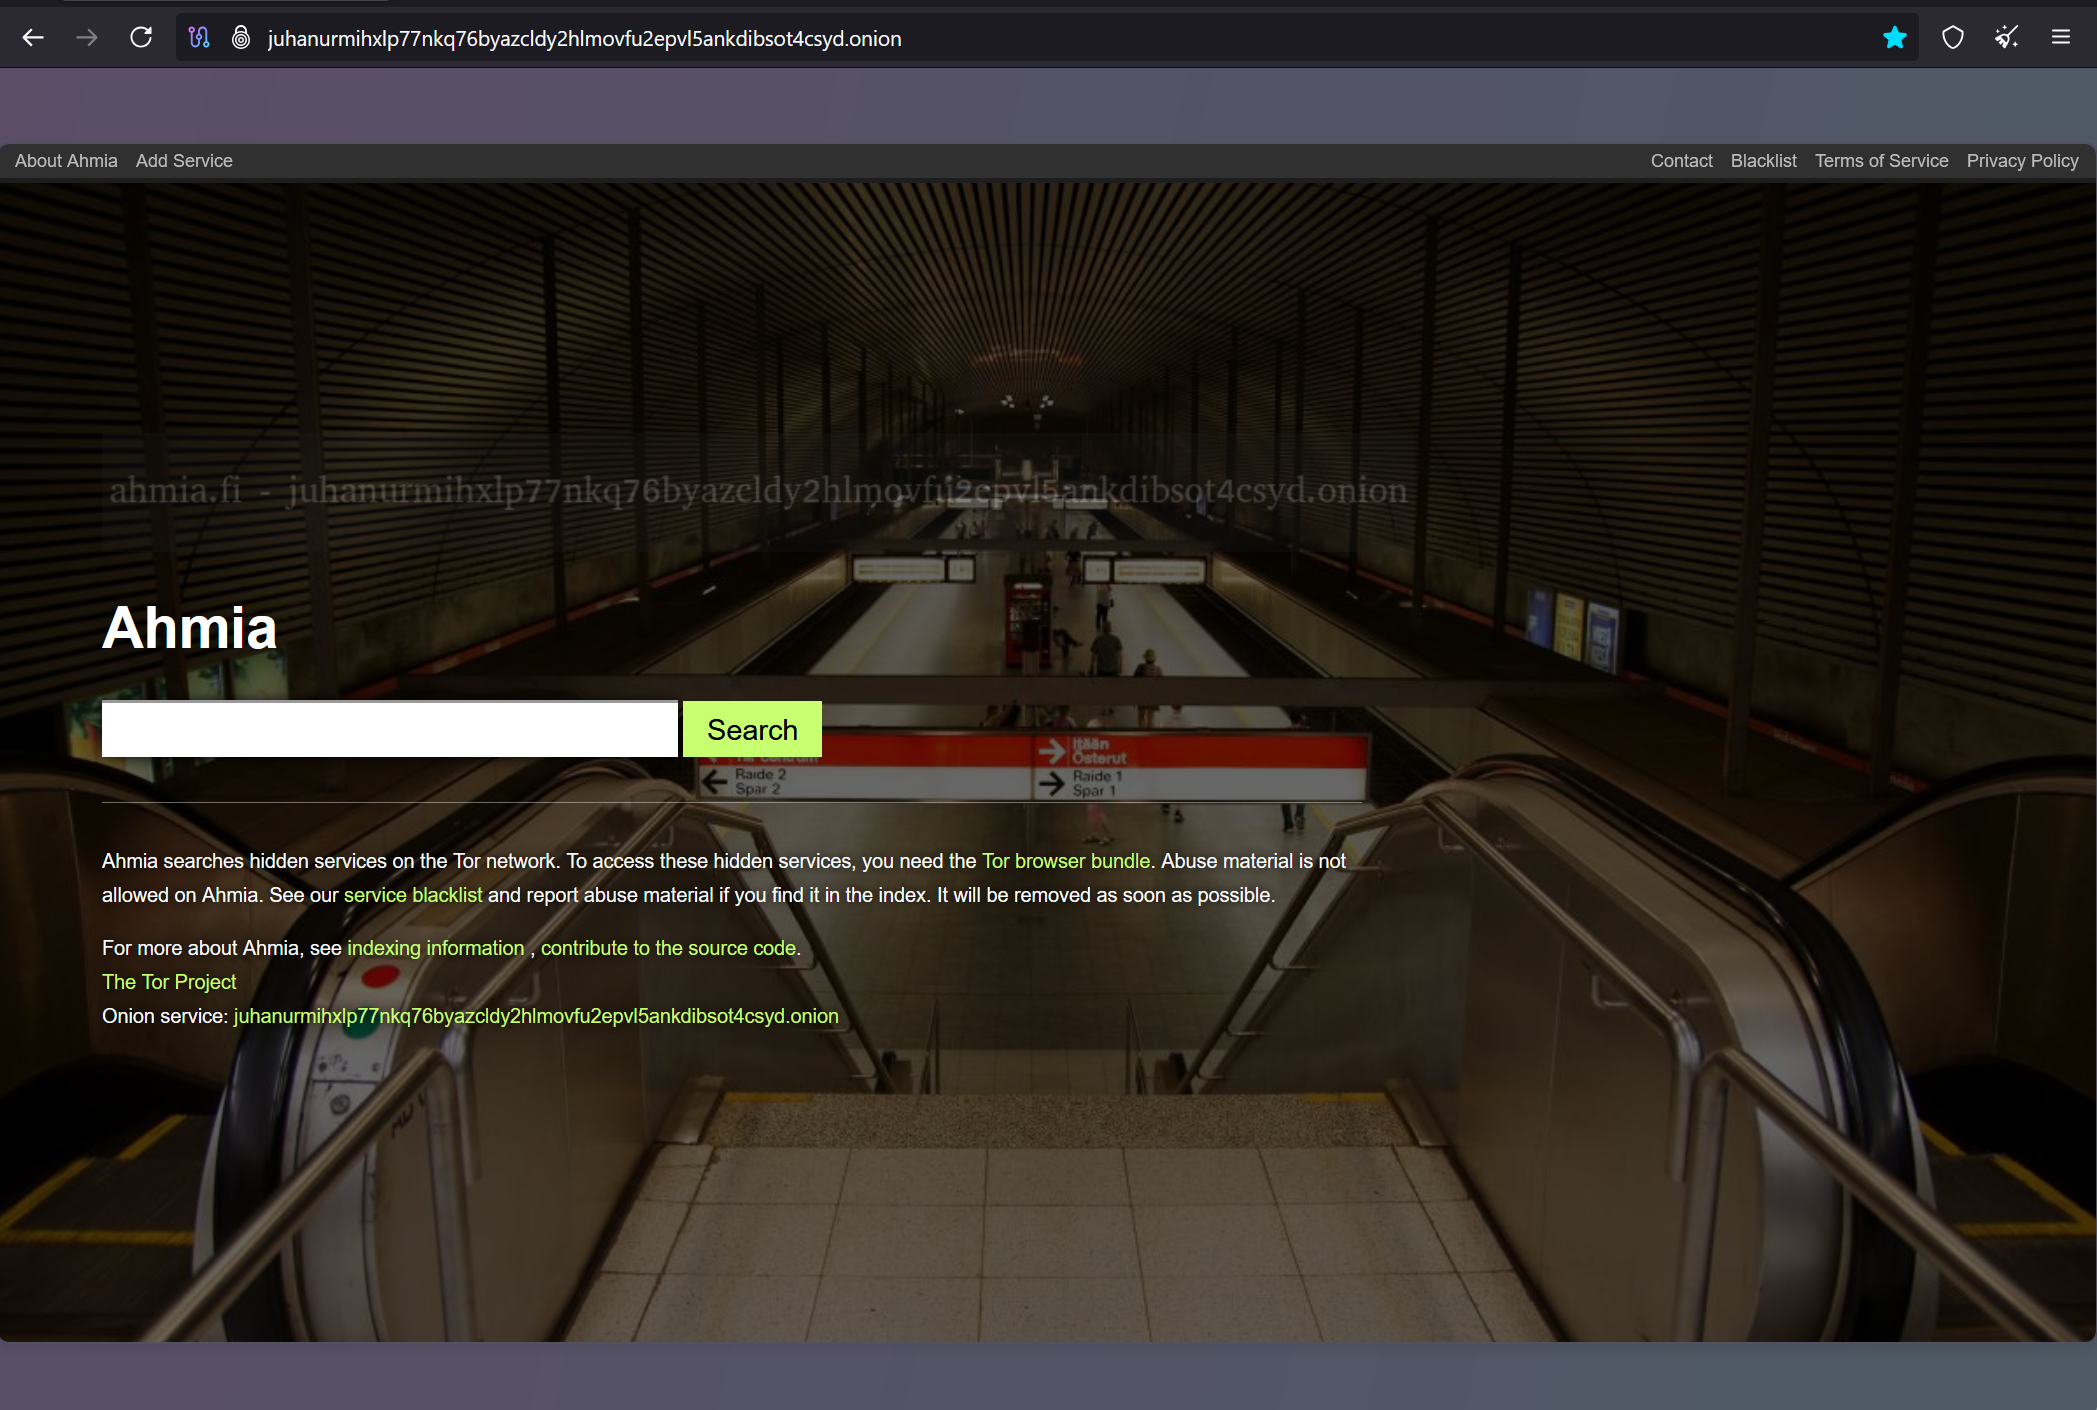 juhanurmihxlp77nkq76byazcldy2hlmovfu2epvl5ankdibsot4csyd.onion
About Ahmia Add Service Contact Blacklist Terms of Service Privacy Policy
ahmia.fi - juhanurmihxlp77nkq76byazcldy2hlmovfu2epvl5ankdibsot4csyd.onion
Ahmia
Search
Itään
Österut
Raide 2
Spar 2
Raide 1
Spar 1
Ahmia searches hidden services on the Tor network. To access these hidden services, you need the Tor browser bundle. Abuse material is not
allowed on Ahmia. See our service blacklist and report abuse material if you find it in the index. It will be removed as soon as possible.
For more about Ahmia, see indexing information , contribute to the source code.
The Tor Project
Onion service: juhanurmihxlp77nkq76byazcldy2hlmovfu2epvl5ankdibsot4csyd.onion